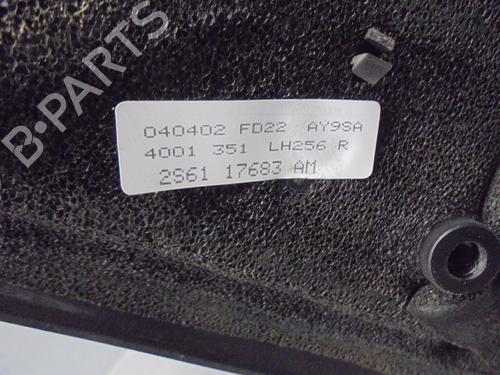 040402 FD22 AY9SA
4001 351 LH256 R
2S61 17683 AM
B-PARTS